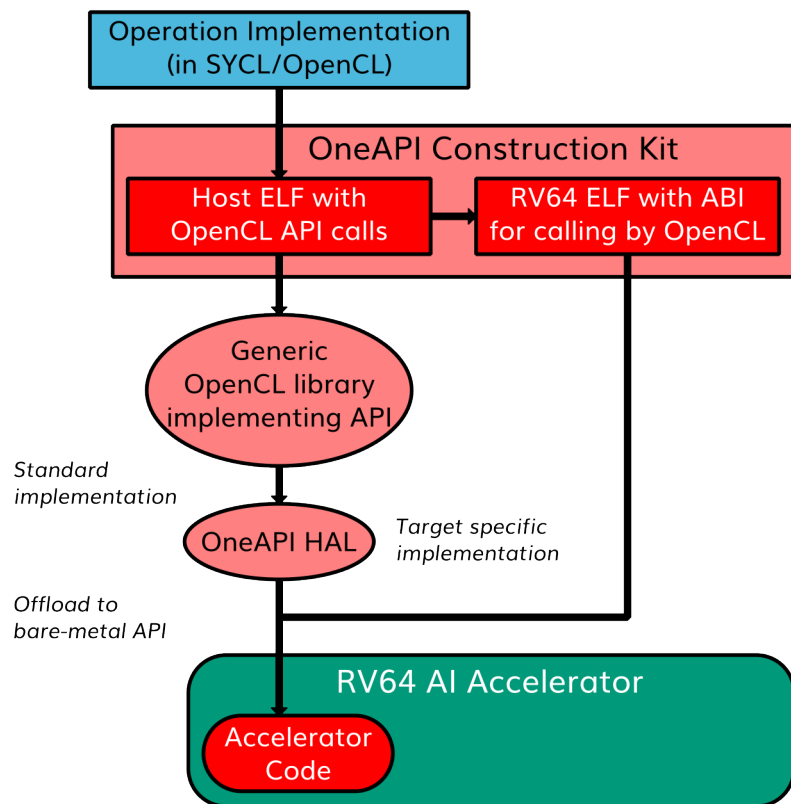 Operation Implementation
(in SYCL/OpenCL)
OneAPI Construction Kit
Host ELF with
OpenCL API calls
RV64 ELF with ABI
for calling by OpenCL
Generic
OpenCL library
implementing API
Standard
implementation
OneAPI HAL
Target specific
implementation
Offload to
bare-metal API
RV64 AI Accelerator
Accelerator
Code